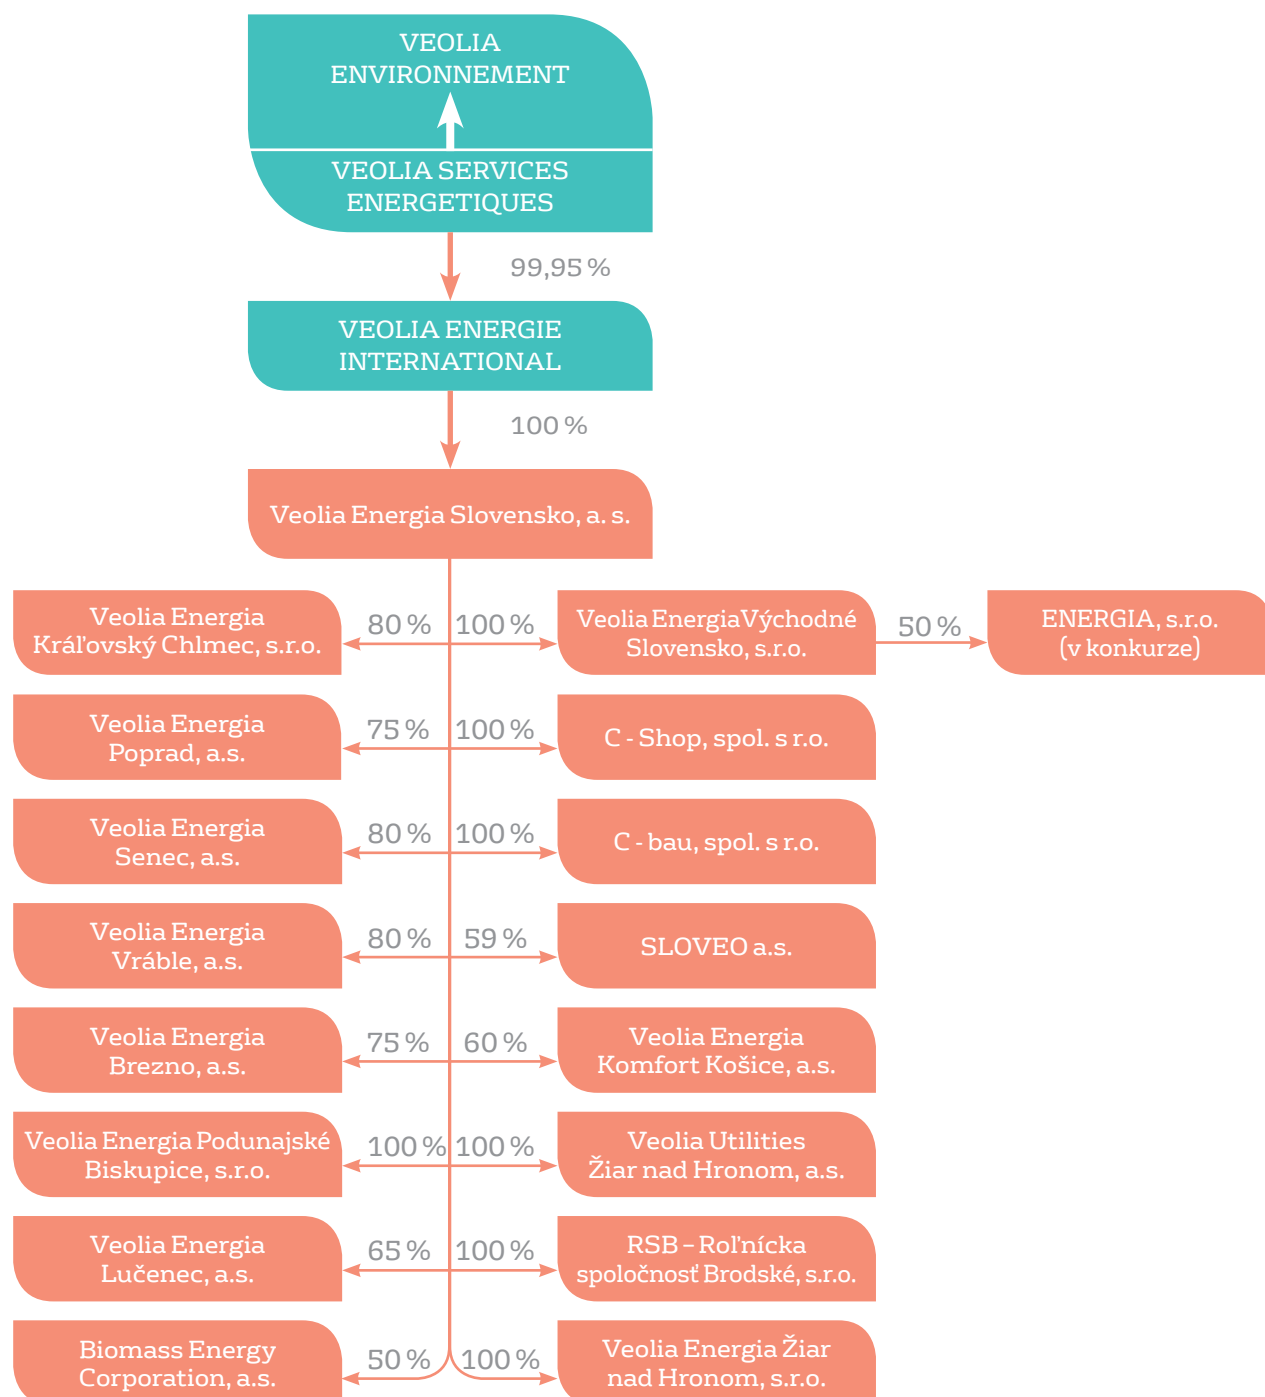 VEOLIA
ENVIRONNEMENT
VEOLIA SERVICES
ENERGETIQUES
99,95 %
VEOLIA ENERGIE
INTERNATIONAL
100 %
Veolia Energia Slovensko, a. s.
Veolia Energia
Kráľovský Chlmec, s.r.o.
80 %
100 %
Veolia Energia Východné
Slovensko, s.r.o.
50 %
ENERGIA, s.r.o.
(v konkurze)
Veolia Energia
Poprad, a.s.
75 %
100 %
C - Shop, spol. s r.o.
Veolia Energia
Senec, a.s.
80 %
100 %
C - bau, spol. s r.o.
Veolia Energia
Vráble, a.s.
80 %
59 %
SLOVEO a.s.
Veolia Energia
Brezno, a.s.
75 %
60 %
Veolia Energia
Komfort Košice, a.s.
Veolia Energia Podunajské
Biskupice, s.r.o.
100 %
100 %
Veolia Utilities
Žiar nad Hronom, a.s.
Veolia Energia
Lučenec, a.s.
65 %
100 %
RSB – Roľnícka
spoločnosť Brodské, s.r.o.
Biomass Energy
Corporation, a.s.
50 %
100 %
Veolia Energia Žiar
nad Hronom, s.r.o.